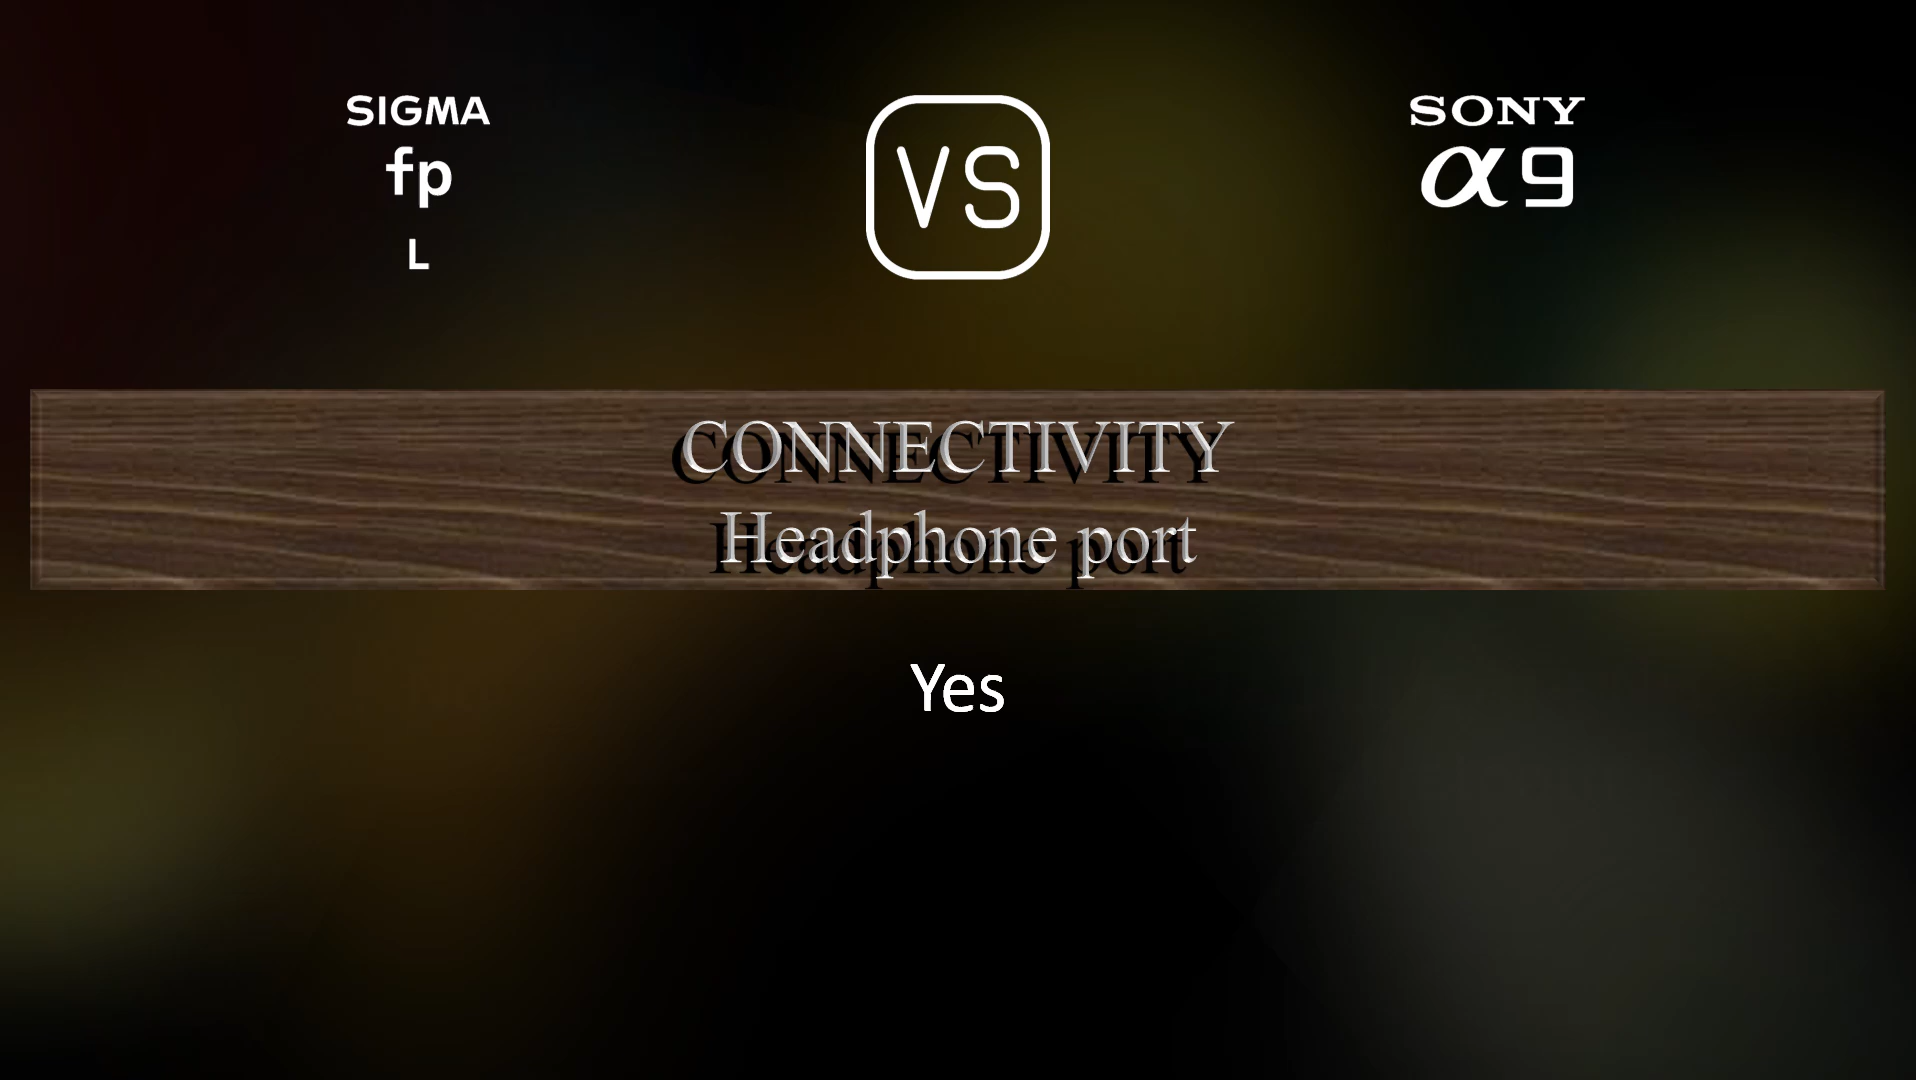 SIGMA
fp
L
VS
SONY
α9
CONNECTIVITY
Headphone port
Yes